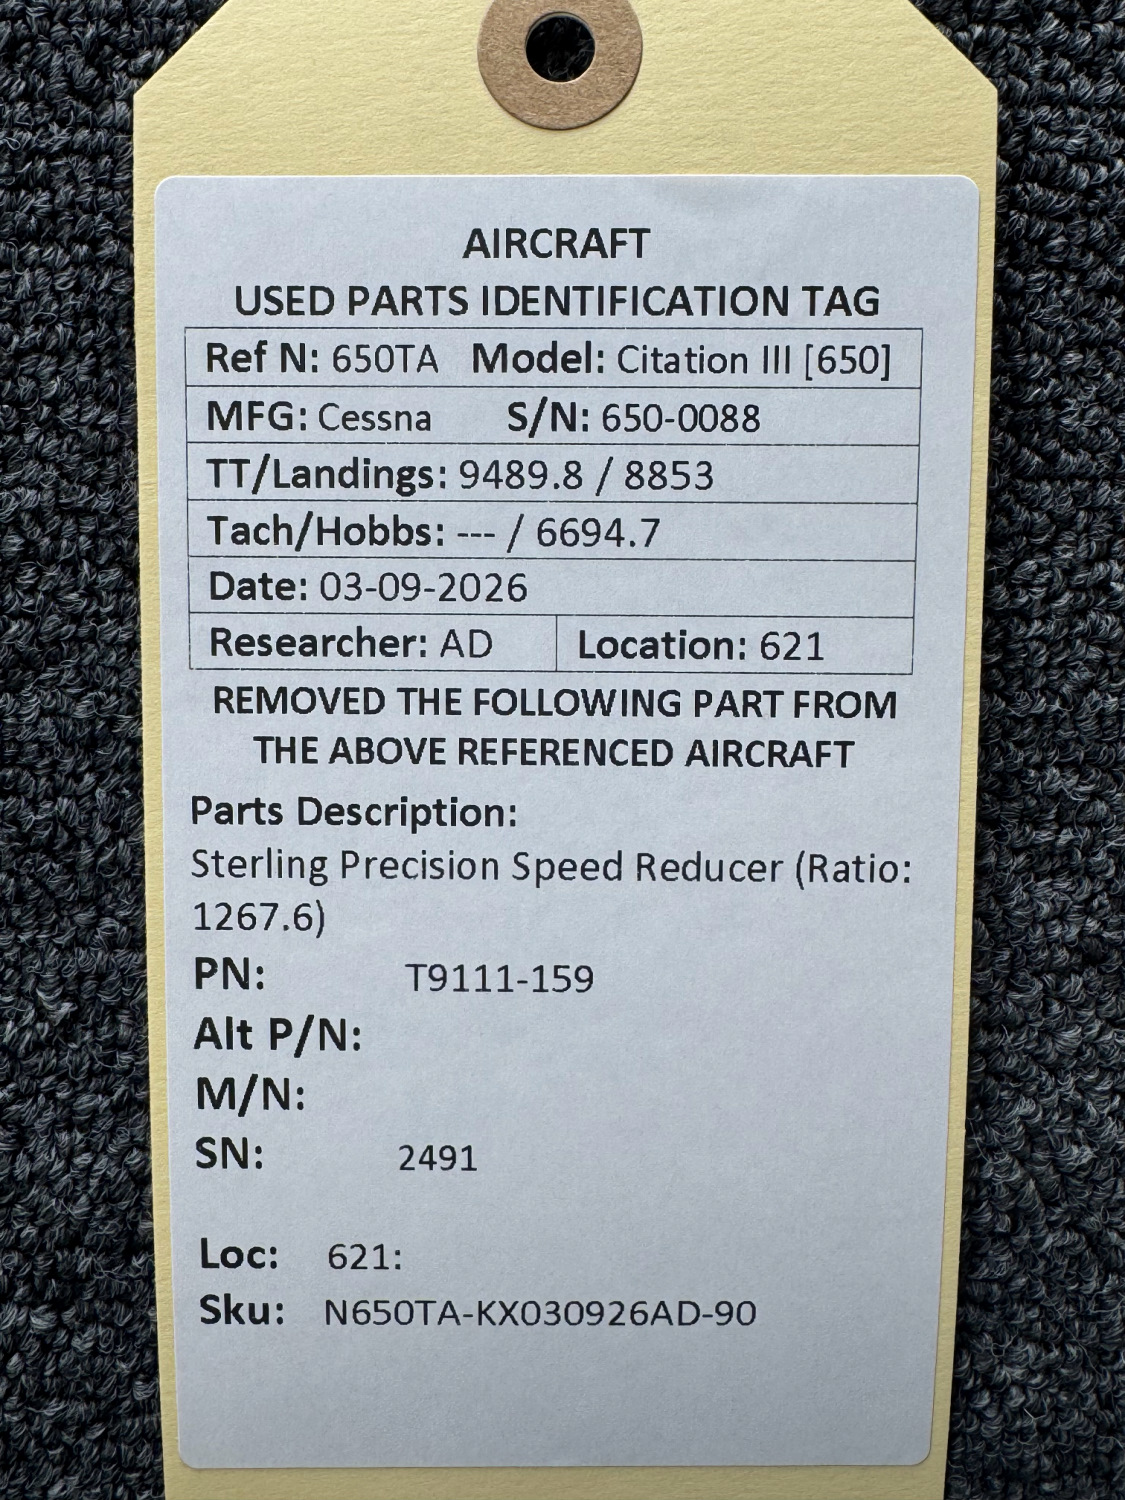 AIRCRAFT
USED PARTS IDENTIFICATION TAG
Ref N: 650TA Model: Citation III [650]
MFG: Cessna S/N: 650-0088
TT/Landings: 9489.8 / 8853
Tach/Hobbs: --- / 6694.7
Date: 03-09-2026
Researcher: AD Location: 621
REMOVED THE FOLLOWING PART FROM
THE ABOVE REFERENCED AIRCRAFT
Parts Description:
Sterling Precision Speed Reducer (Ratio:
1267.6)
PN: T9111-159
Alt P/N:
M/N:
SN: 2491
Loc: 621:
Sku: N650TA-KX030926AD-90